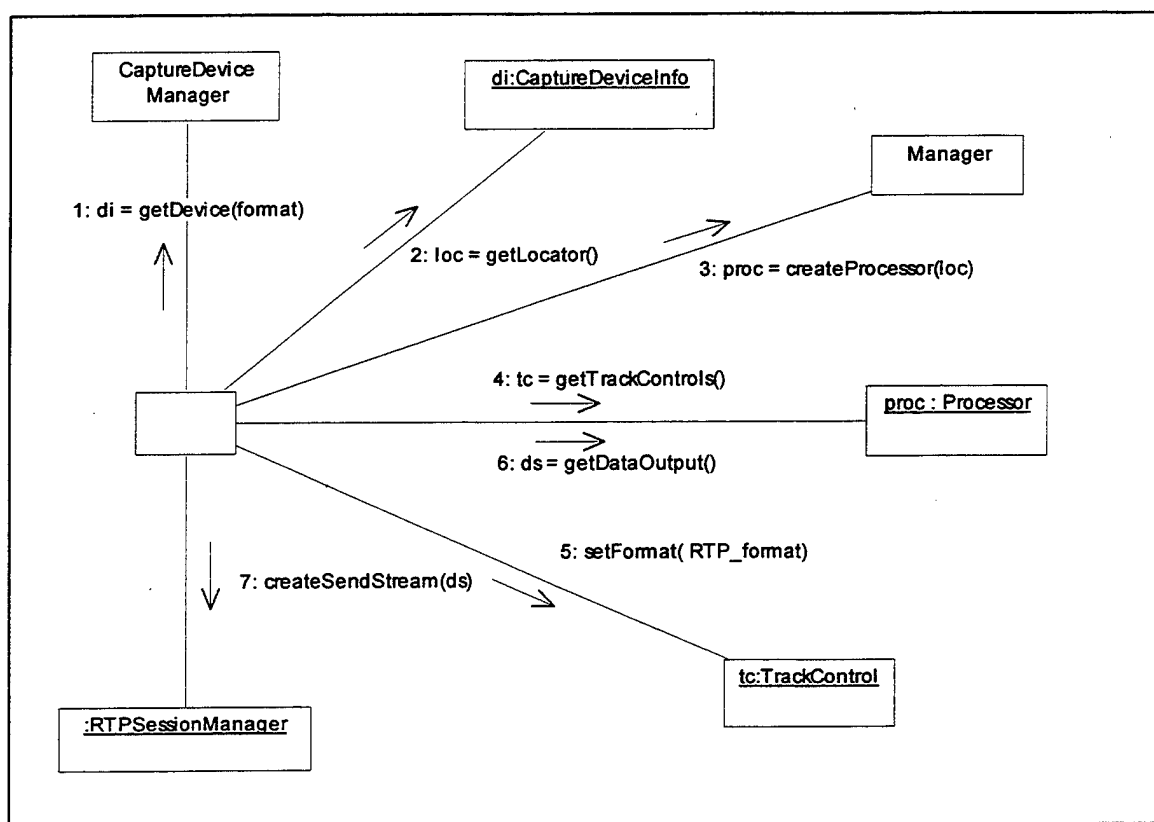 CaptureDevice
Manager
di:CaptureDeviceInfo
Manager
1: di = getDevice(format)
2: loc = getLocator()
3: proc = createProcessor(loc)
4: tc = getTrackControls()
proc : Processor
6: ds = getDataOutput()
5: setFormat( RTP_format)
7: createSendStream(ds)
tc:TrackControl
:RTPSessionManager